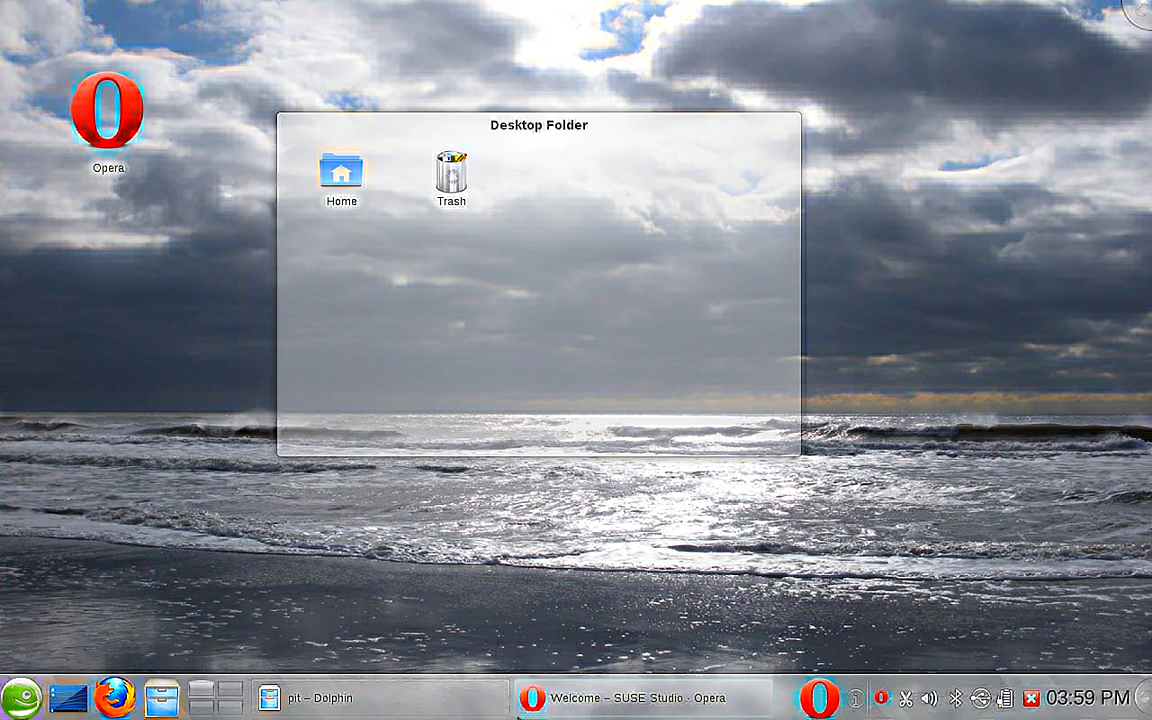 Desktop Folder
Opera
Home
Trash
pit – Dolphin
Welcome – SUSE Studio - Opera
03:59 PM